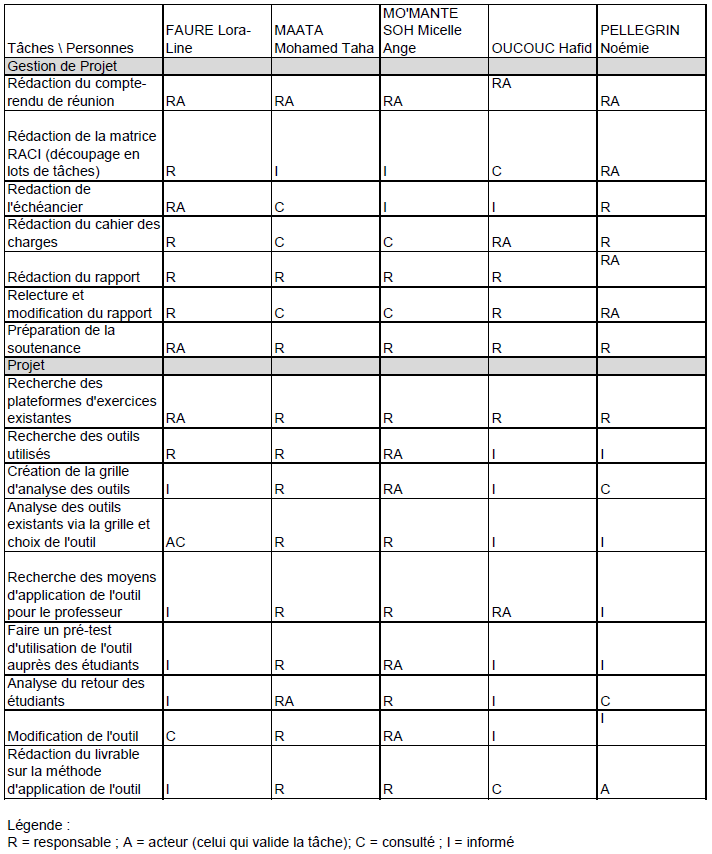 Tâches \ Personnes
FAURE Lora-
Line
MAATA
Mohamed Taha
MO'MANTE
SOH Micelle
Ange
OUCOUC Hafid
PELLEGRIN
Noémie
Gestion de Projet
Rédaction du compte-
rendu de réunion
RA
RA
RA
RA
RA
Rédaction de la matrice
RACI (découpage en
lots de tâches)
R
I
I
C
RA
Redaction de
l'échéancier
RA
C
I
I
R
Rédaction du cahier des
charges
R
C
C
RA
R
Rédaction du rapport
R
R
R
R
RA
Relecture et
modification du rapport
R
C
C
R
RA
Préparation de la
soutenance
RA
R
R
R
R
Projet
Recherche des
plateformes d'exercices
existantes
RA
R
R
R
R
Recherche des outils
utilisés
R
R
RA
I
I
Création de la grille
d'analyse des outils
I
R
RA
I
C
Analyse des outils
existants via la grille et
choix de l'outil
AC
R
R
I
I
Recherche des moyens
d'application de l'outil
pour le professeur
I
R
R
RA
I
Faire un pré-test
d'utilisation de l'outil
auprès des étudiants
I
R
RA
I
I
Analyse du retour des
étudiants
I
RA
R
I
C
Modification de l'outil
C
R
RA
I
I
Rédaction du livrable
sur la méthode
d'application de l'outil
I
R
R
C
A
Légende :
R = responsable ; A = acteur (celui qui valide la tâche); C = consulté ; I = informé